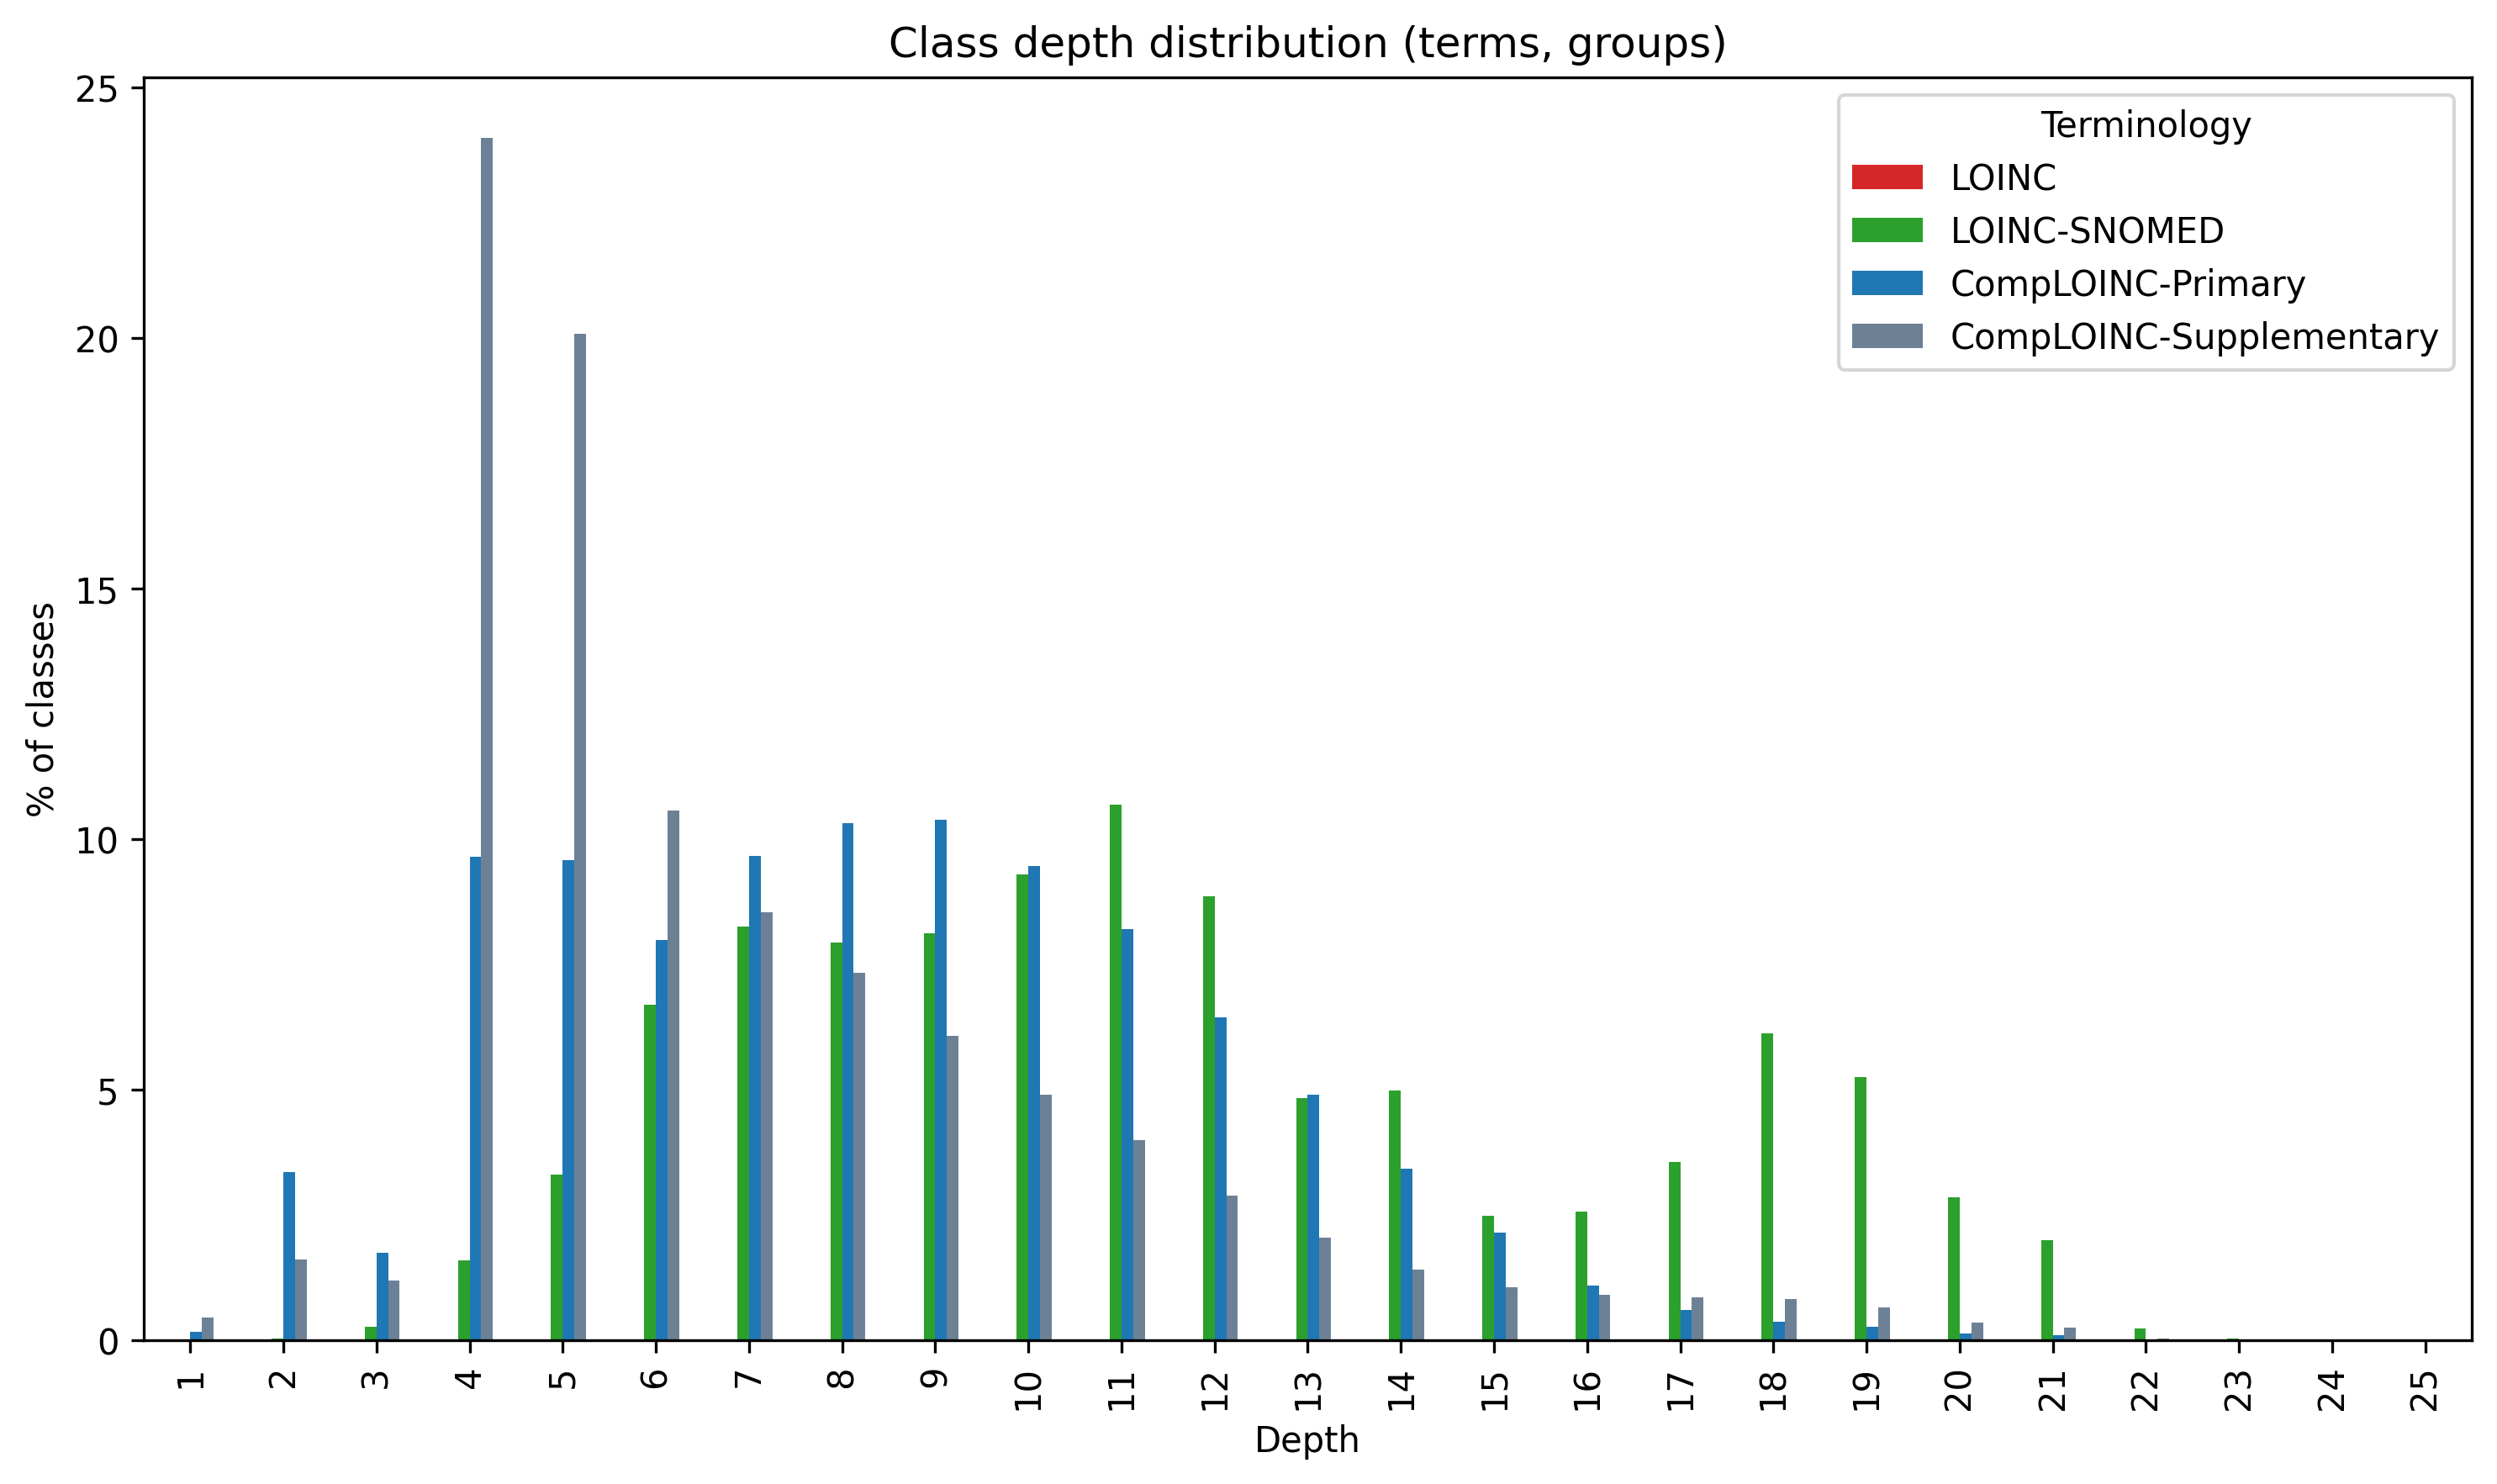 Class depth distribution (terms, groups)
Terminology
LOINC
LOINC-SNOMED
CompLOINC-Primary
CompLOINC-Supplementary
25
20
15
10
5
0
% of classes
1 2 3 4 5 6 7 8 9 10 11 12 13 14 15 16 17 18 19 20 21 22 23 24 25
Depth